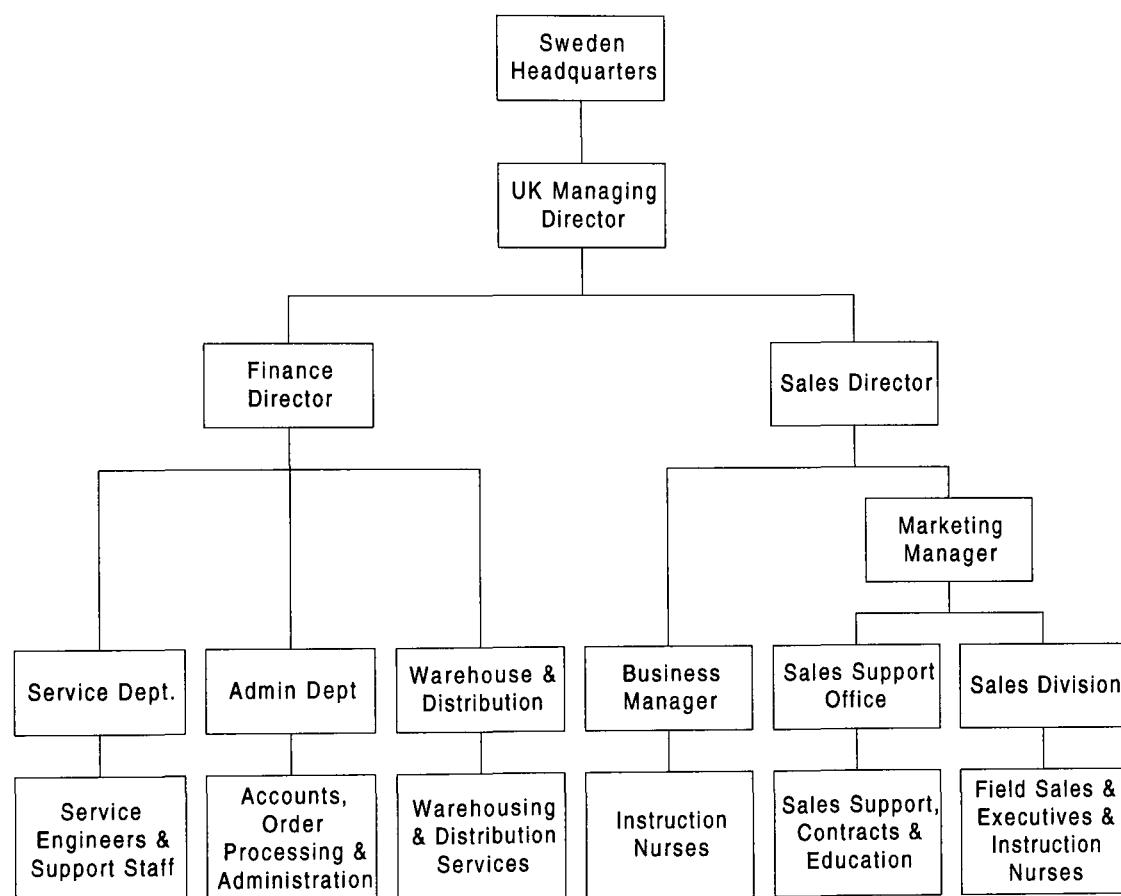 Sweden
Headquarters
UK Managing
Director
Finance
Director
Sales Director
Marketing
Manager
Service Dept.
Admin Dept
Warehouse &
Distribution
Business
Manager
Sales Support
Office
Sales Division
Service
Engineers &
Support Staff
Accounts,
Order
Processing &
Administration
Warehousing
& Distribution
Services
Instruction
Nurses
Sales Support,
Contracts &
Education
Field Sales &
Executives &
Instruction
Nurses